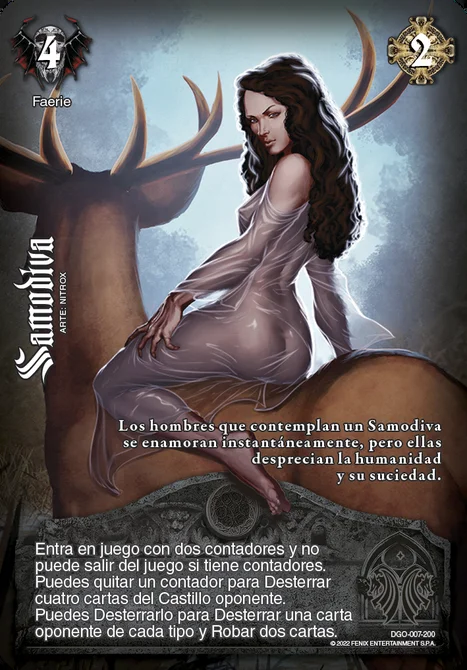 4
2
Faerie
Samodiva
ARTE: NITROX
Los hombres que contemplan un Samodiva
se enamoran instantáneamente, pero ellas
desprecian la humanidad
y su suciedad.
Entra en juego con dos contadores y no
puede salir del juego si tiene contadores.
Puedes quitar un contador para Desterrar
cuatro cartas del Castillo oponente.
Puedes Desterrarlo para Desterrar una carta
oponente de cada tipo y Robar dos cartas.
DGO-007-200
© 2022 FENIX ENTERTAINMENT S.P.A.